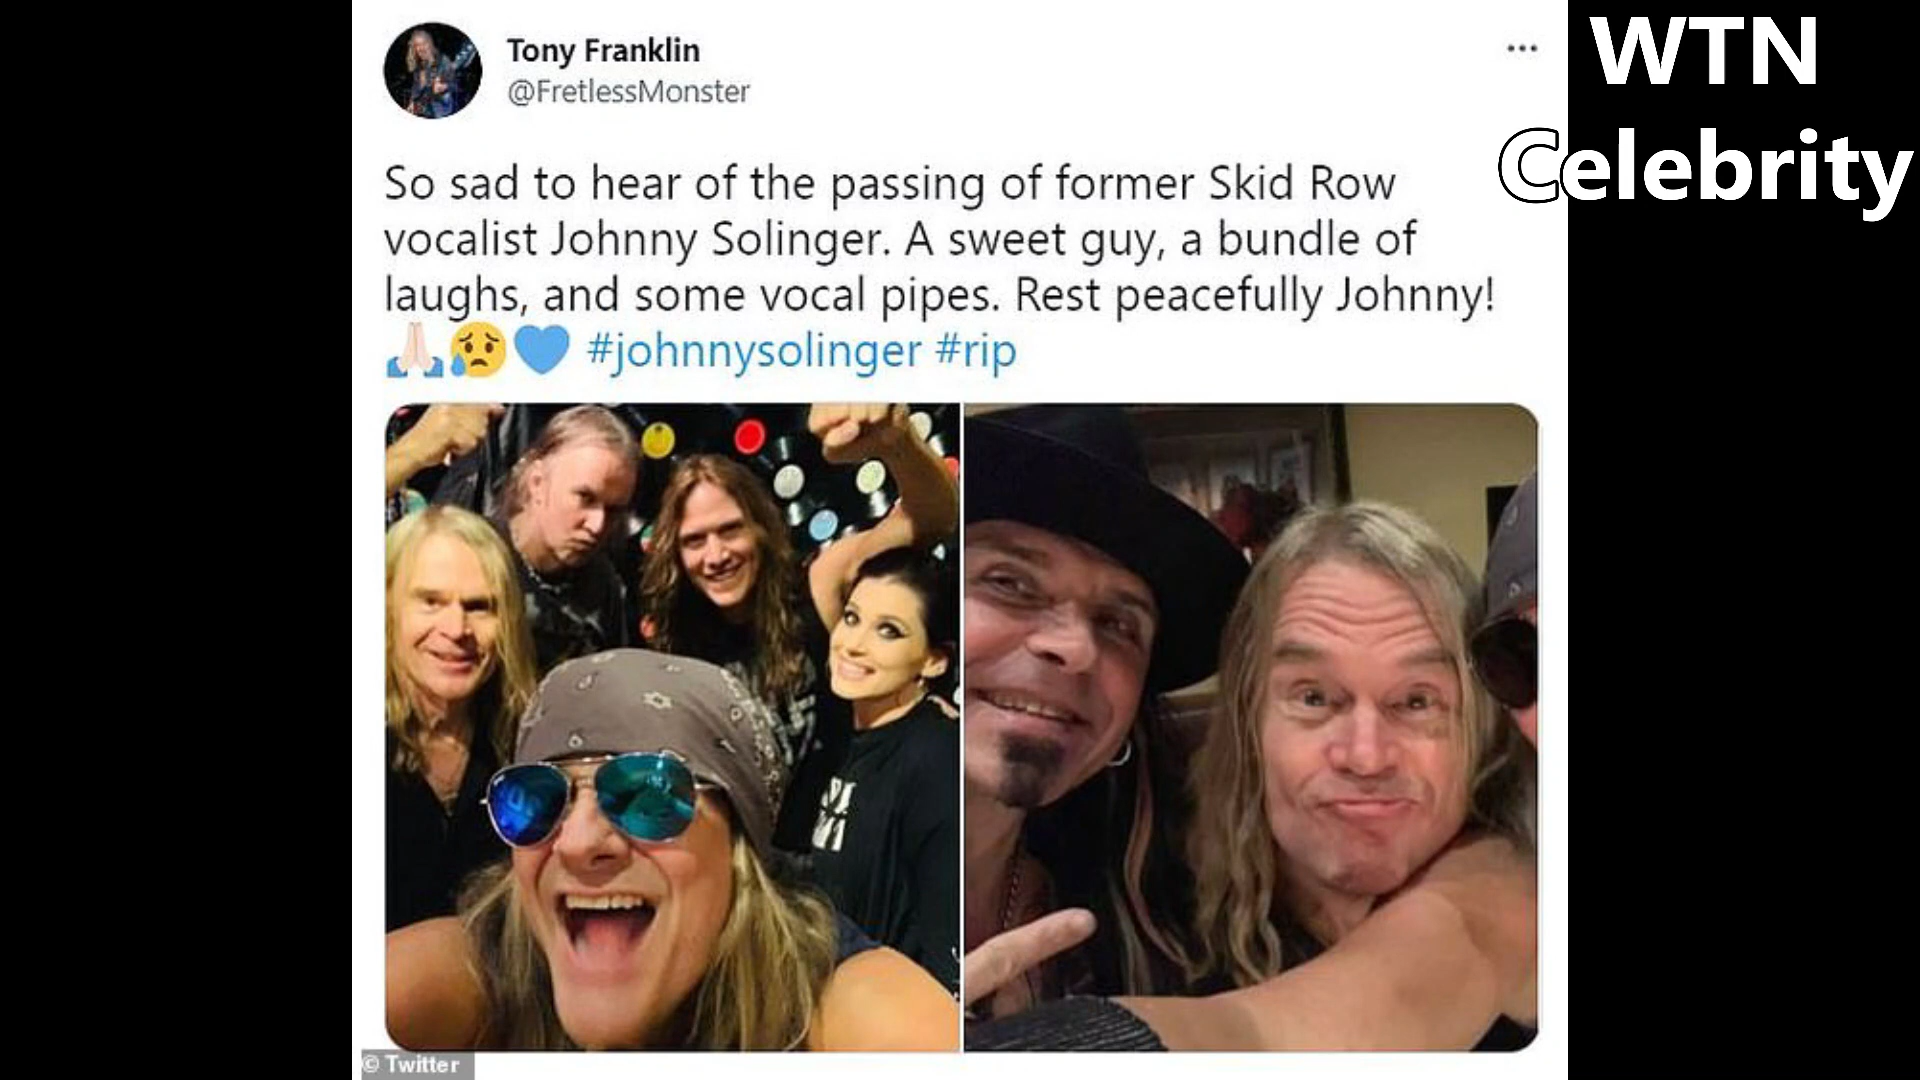 Tony Franklin
@FretlessMonster
WTN
Celebrity
So sad to hear of the passing of former Skid Row
vocalist Johnny Solinger. A sweet guy, a bundle of
laughs, and some vocal pipes. Rest peacefully Johnny!
🙏🏻😥💙 #johnnysolinger #rip
© Twitter